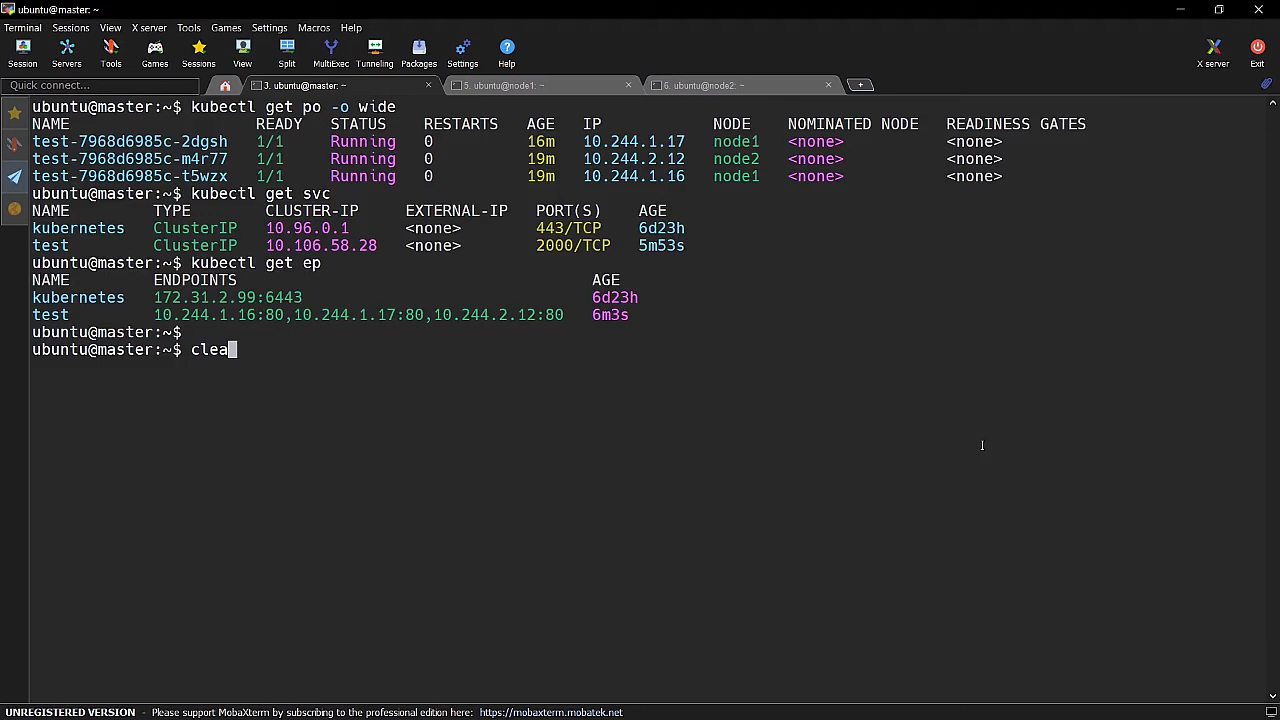 ubuntu@master: ~
Terminal Sessions View X server Tools Games Settings Macros Help
Session Servers Tools Games Sessions View Split MultiExec Tunneling Packages Settings Help X server Exit
Quick connect... 3. ubuntu@master: ~ 5. ubuntu@node1: ~ 6. ubuntu@node2: ~
ubuntu@master:~$ kubectl get po -o wide
NAME READY STATUS RESTARTS AGE IP NODE NOMINATED NODE READINESS GATES
test-7968d6985c-2dgsh 1/1 Running 0 16m 10.244.1.17 node1 <none> <none>
test-7968d6985c-m4r77 1/1 Running 0 19m 10.244.2.12 node2 <none> <none>
test-7968d6985c-t5wzx 1/1 Running 0 19m 10.244.1.16 node1 <none> <none>
ubuntu@master:~$ kubectl get svc
NAME TYPE CLUSTER-IP EXTERNAL-IP PORT(S) AGE
kubernetes ClusterIP 10.96.0.1 <none> 443/TCP 6d23h
test ClusterIP 10.106.58.28 <none> 2000/TCP 5m53s
ubuntu@master:~$ kubectl get ep
NAME ENDPOINTS AGE
kubernetes 172.31.2.99:6443 6d23h
test 10.244.1.16:80,10.244.1.17:80,10.244.2.12:80 6m3s
ubuntu@master:~$
ubuntu@master:~$ clea
UNREGISTERED VERSION - Please support MobaXterm by subscribing to the professional edition here: https://mobaxterm.mobatek.net